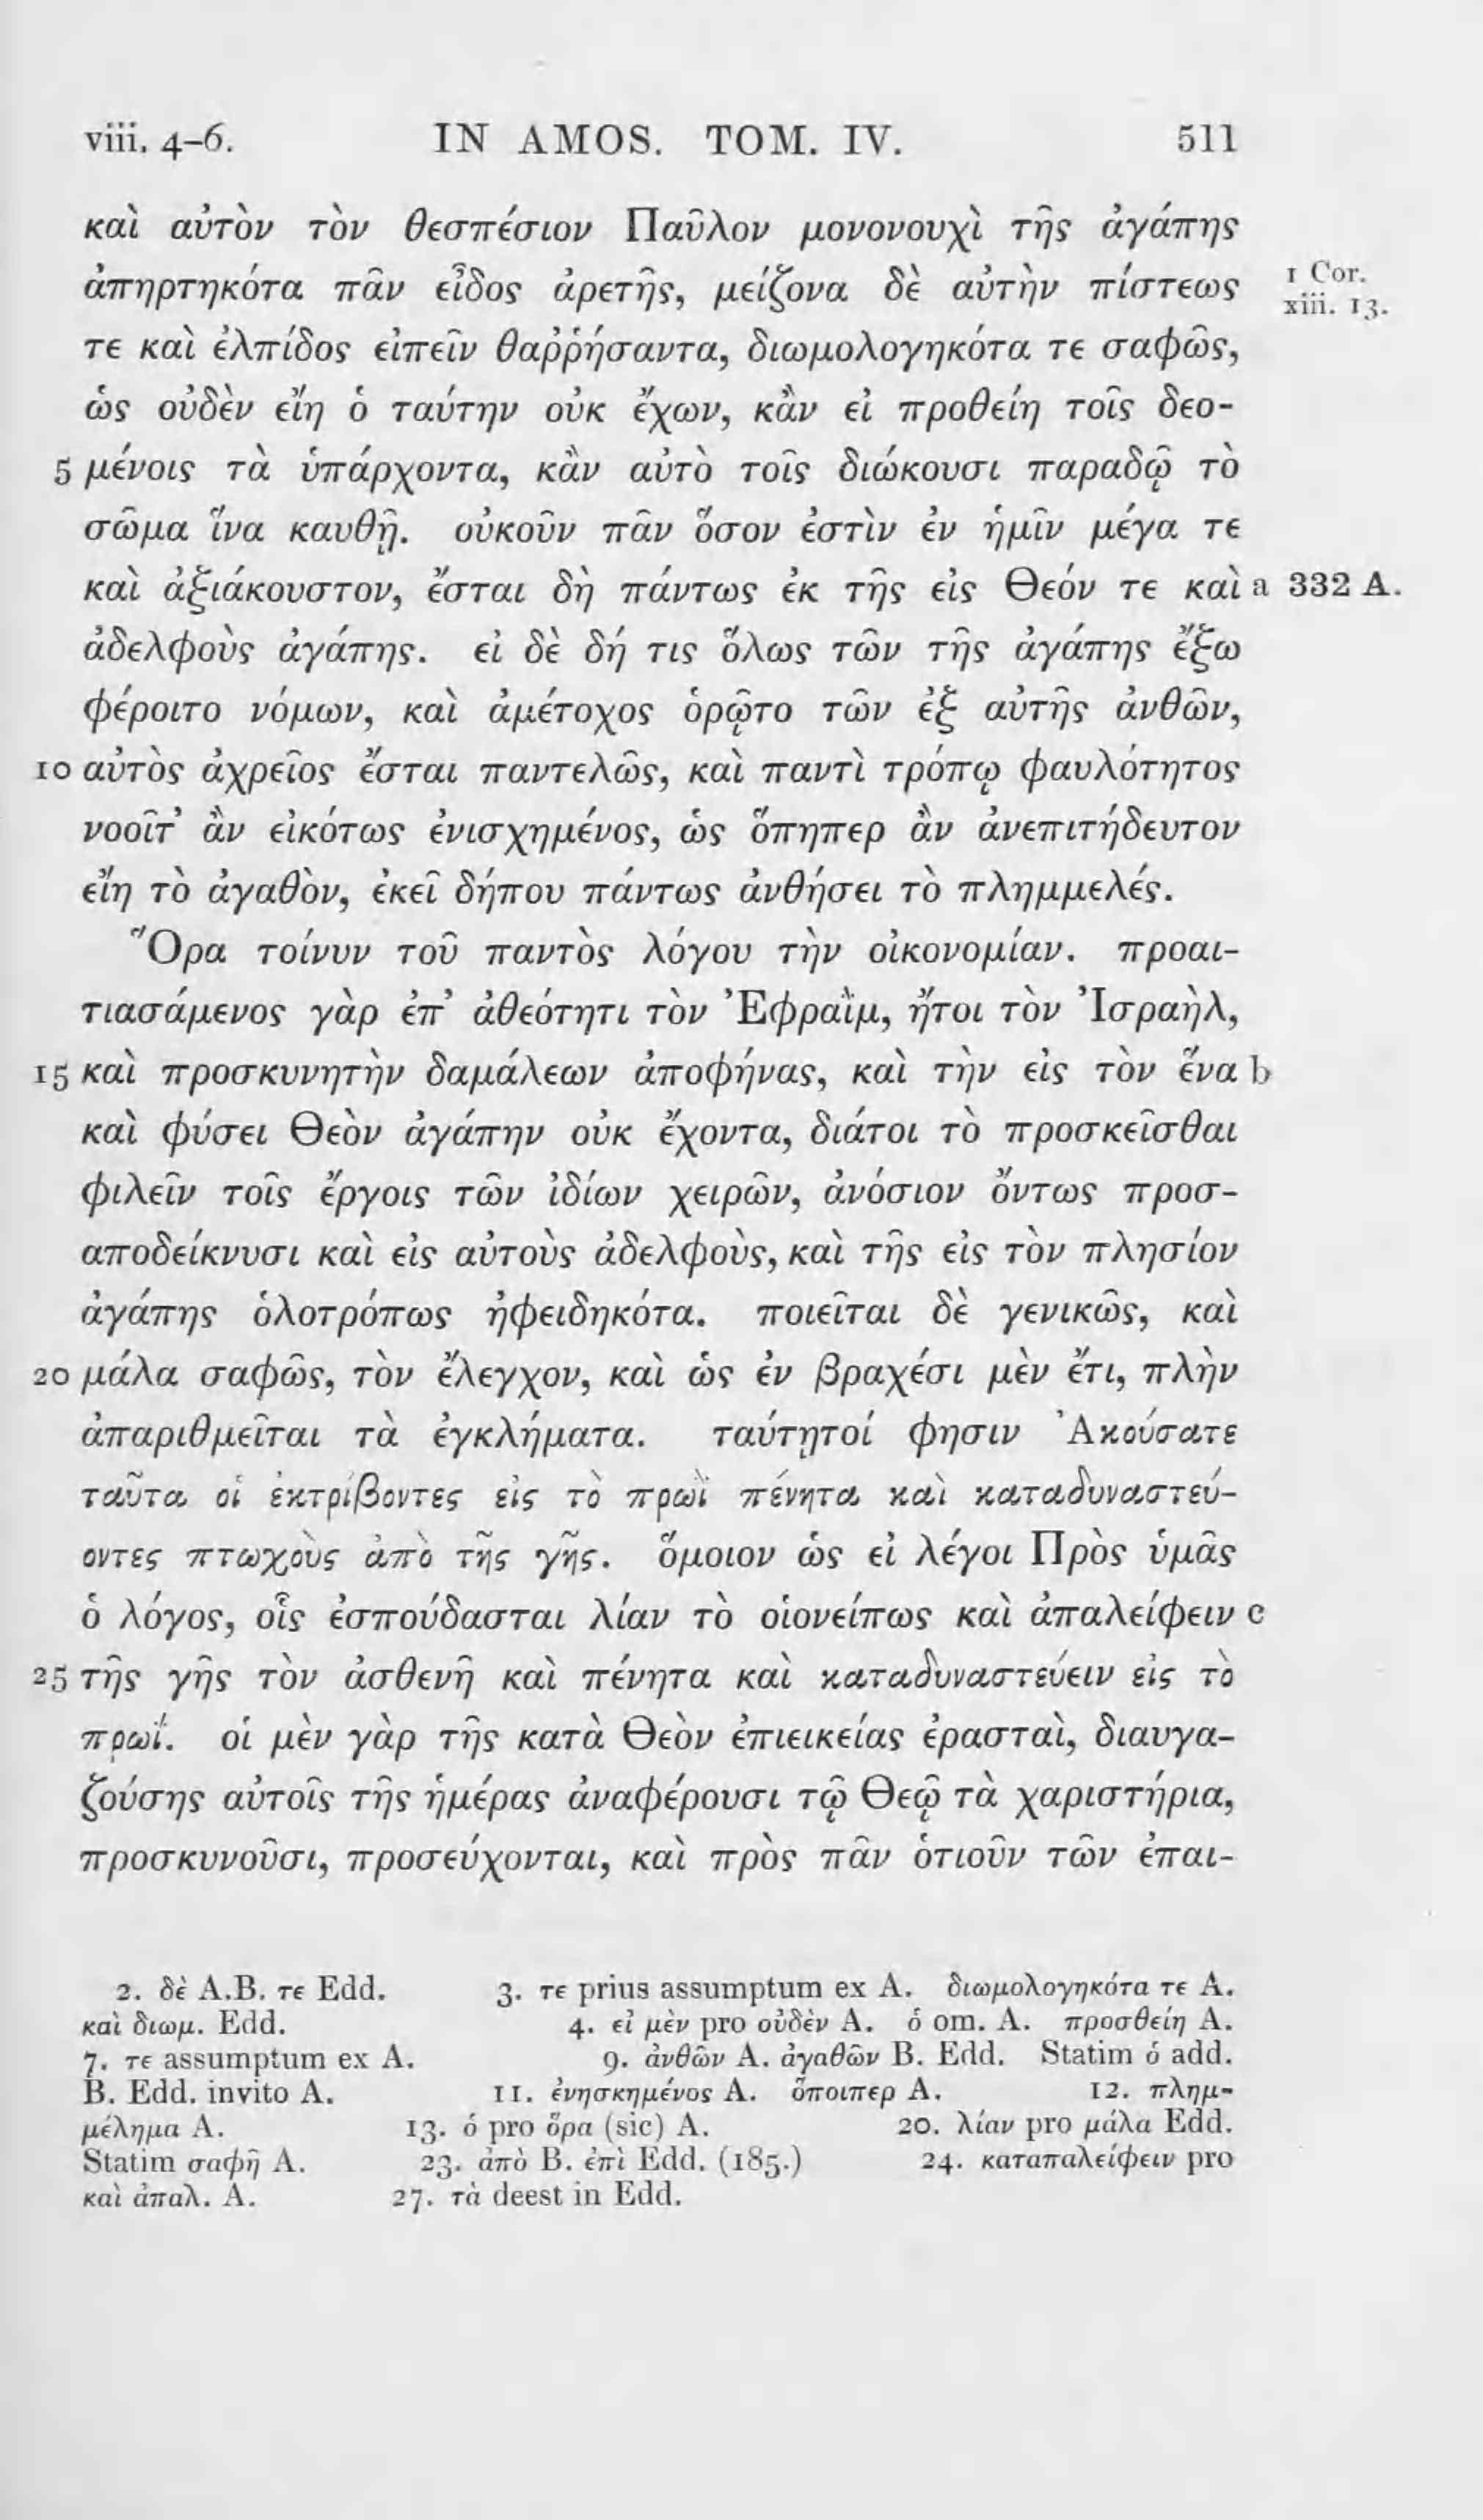 viii. 4-6. IN AMOS. TOM. IV. 511
καὶ αὐτὸν τὸν θεσπέσιον Παῦλον μονονουχὶ τῆς ἀγάπης
ἀπηρτηκότα πᾶν εἶδος ἀρετῆς, μείζονα δὲ αὐτὴν πίστεως 1 Cor. xiii. 13.
τε καὶ ἐλπίδος εἰπεῖν θαῤῥήσαντα, διωμολογηκότα τε σαφῶς,
ὡς οὐδὲν εἴη ὁ ταύτην οὐκ ἔχων, κἂν εἰ προθείη τοῖς δεο-
5 μένοις τὰ ὑπάρχοντα, κἂν αὐτὸ τοῖς διώκουσι παραδῷ τὸ
σῶμα ἵνα καυθῇ. οὐκοῦν πᾶν ὅσον ἐστὶν ἐν ἡμῖν μέγα τε
καὶ ἀξιάκουστον, ἔσται δὴ πάντως ἐκ τῆς εἰς Θεόν τε καὶ a 332 A.
ἀδελφοὺς ἀγάπης. εἰ δὲ δή τις ὅλως τῶν τῆς ἀγάπης ἔξω
φέροιτο νόμων, καὶ ἀμέτοχος ὁρῷτο τῶν ἐξ αὐτῆς ἀνθῶν,
10 αὐτὸς ἀχρεῖος ἔσται παντελῶς, καὶ παντὶ τρόπῳ φαυλότητος
νοοῖτ’ ἂν εἰκότως ἐνισχημένος, ὡς ὅπηπερ ἂν ἀνεπιτήδευτον
εἴη τὸ ἀγαθὸν, ἐκεῖ δήπου πάντως ἀνθήσει τὸ πλημμελές.
Ὅρα τοίνυν τοῦ παντὸς λόγου τὴν οἰκονομίαν. προαι-
τιασάμενος γὰρ ἐπ’ ἀθεότητι τὸν Ἐφραῒμ, ἤτοι τὸν Ἰσραὴλ,
15 καὶ προσκυνητὴν δαμάλεων ἀποφήνας, καὶ τὴν εἰς τὸν ἕνα b
καὶ φύσει Θεὸν ἀγάπην οὐκ ἔχοντα, διάτοι τὸ προσκεῖσθαι
φιλεῖν τοῖς ἔργοις τῶν ἰδίων χειρῶν, ἀνόσιον ὄντως προσ-
αποδείκνυσι καὶ εἰς αὐτοὺς ἀδελφοὺς, καὶ τῆς εἰς τὸν πλησίον
ἀγάπης ὁλοτρόπως ἠφειδηκότα. ποιεῖται δὲ γενικῶς, καὶ
20 μάλα σαφῶς, τὸν ἔλεγχον, καὶ ὡς ἐν βραχέσι μὲν ἔτι, πλὴν
ἀπαριθμεῖται τὰ ἐγκλήματα. ταύτῃτοί φησιν Ἀκούσατε
ταῦτα οἱ ἐκτρίβοντες εἰς τὸ πρωῒ πένητα καὶ καταδυναστεύ-
οντες πτωχοὺς ἀπὸ τῆς γῆς. ὅμοιον ὡς εἰ λέγοι Πρὸς ὑμᾶς
ὁ λόγος, οἷς ἐσπούδασται λίαν τὸ οἱονείπως καὶ ἀπαλείφειν c
25 τῆς γῆς τὸν ἀσθενῆ καὶ πένητα καὶ καταδυναστεύειν εἰς τὸ
πρωΐ. οἱ μὲν γὰρ τῆς κατὰ Θεὸν ἐπιεικείας ἐρασταὶ, διαυγα-
ζούσης αὐτοῖς τῆς ἡμέρας ἀναφέρουσι τῷ Θεῷ τὰ χαριστήρια,
προσκυνοῦσι, προσεύχονται, καὶ πρὸς πᾶν ὁτιοῦν τῶν ἐπαι-
2. δὲ A.B. τε Edd. 3. τε prius assumptum ex A. διωμολογηκότα τε A.
καὶ διωμ. Edd. 4. εἰ μὲν pro οὐδὲν A. ὁ om. A. προσθείη A.
7. τε assumptum ex A. 9. ἀνθῶν A. ἀγαθῶν B. Edd. Statim ὁ add.
B. Edd. invito A. 11. ἐνησκημένος A. ὅποιπερ A. 12. πλημ-
μέλημα A. 13. ὁ pro ὅρα (sic) A. 20. λίαν pro μάλα Edd.
Statim σαφῆ A. 23. ἀπὸ B. ἐπὶ Edd. (185.) 24. καταπαλείφειν pro
καὶ ἀπαλ. A. 27. τὰ deest in Edd.